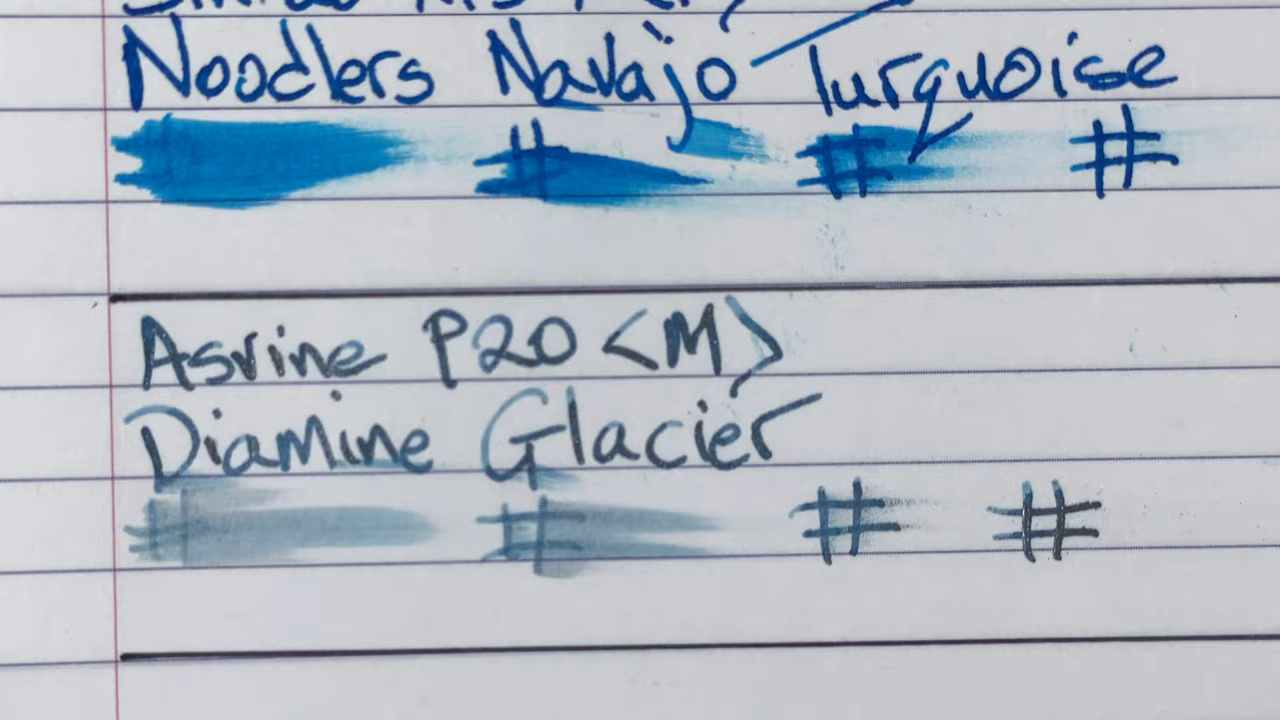 Noodlers Navajo Turquoise
# # #
Asvine P20 <M>
Diamine Glacier
# # # #